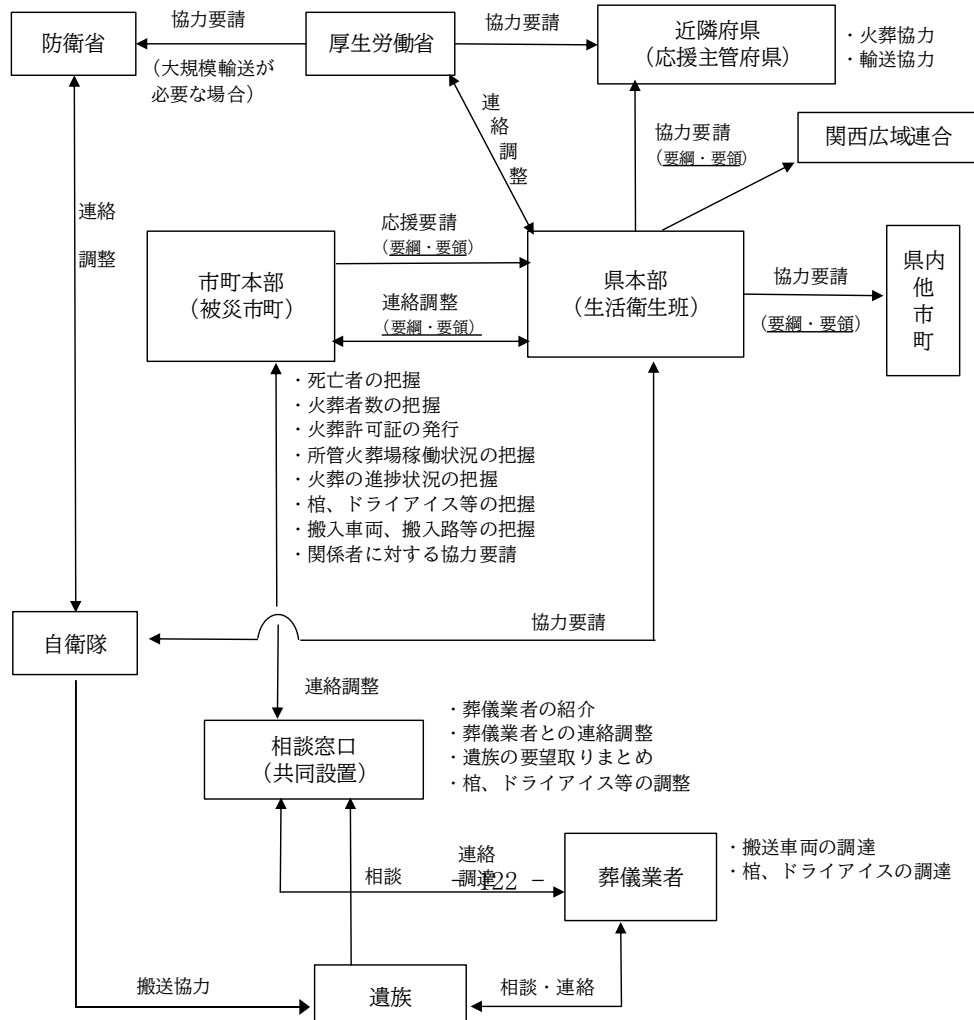 協力要請
防衛省
厚生労働省
協力要請
近隣府県
（応援主管府県）
・火葬協力
・輸送協力
（大規模輸送が
必要な場合）
連絡調整
協力要請
（要綱・要領）
関西広域連合
連絡
調整
市町本部
（被災市町）
応援要請
（要綱・要領）
連絡調整
（要綱・要領）
県本部
（生活衛生班）
協力要請
（要綱・要領）
県内他市町
・死亡者の把握
・火葬者数の把握
・火葬許可証の発行
・所管火葬場稼働状況の把握
・火葬の進捗状況の把握
・棺、ドライアイス等の把握
・搬入車両、搬入路等の把握
・関係者に対する協力要請
自衛隊
協力要請
連絡調整
相談窓口
（共同設置）
・葬儀業者の紹介
・葬儀業者との連絡調整
・遺族の要望取りまとめ
・棺、ドライアイス等の調整
相談
連絡
調達
- 122 -
葬儀業者
・搬送車両の調達
・棺、ドライアイスの調達
搬送協力
遺族
相談・連絡